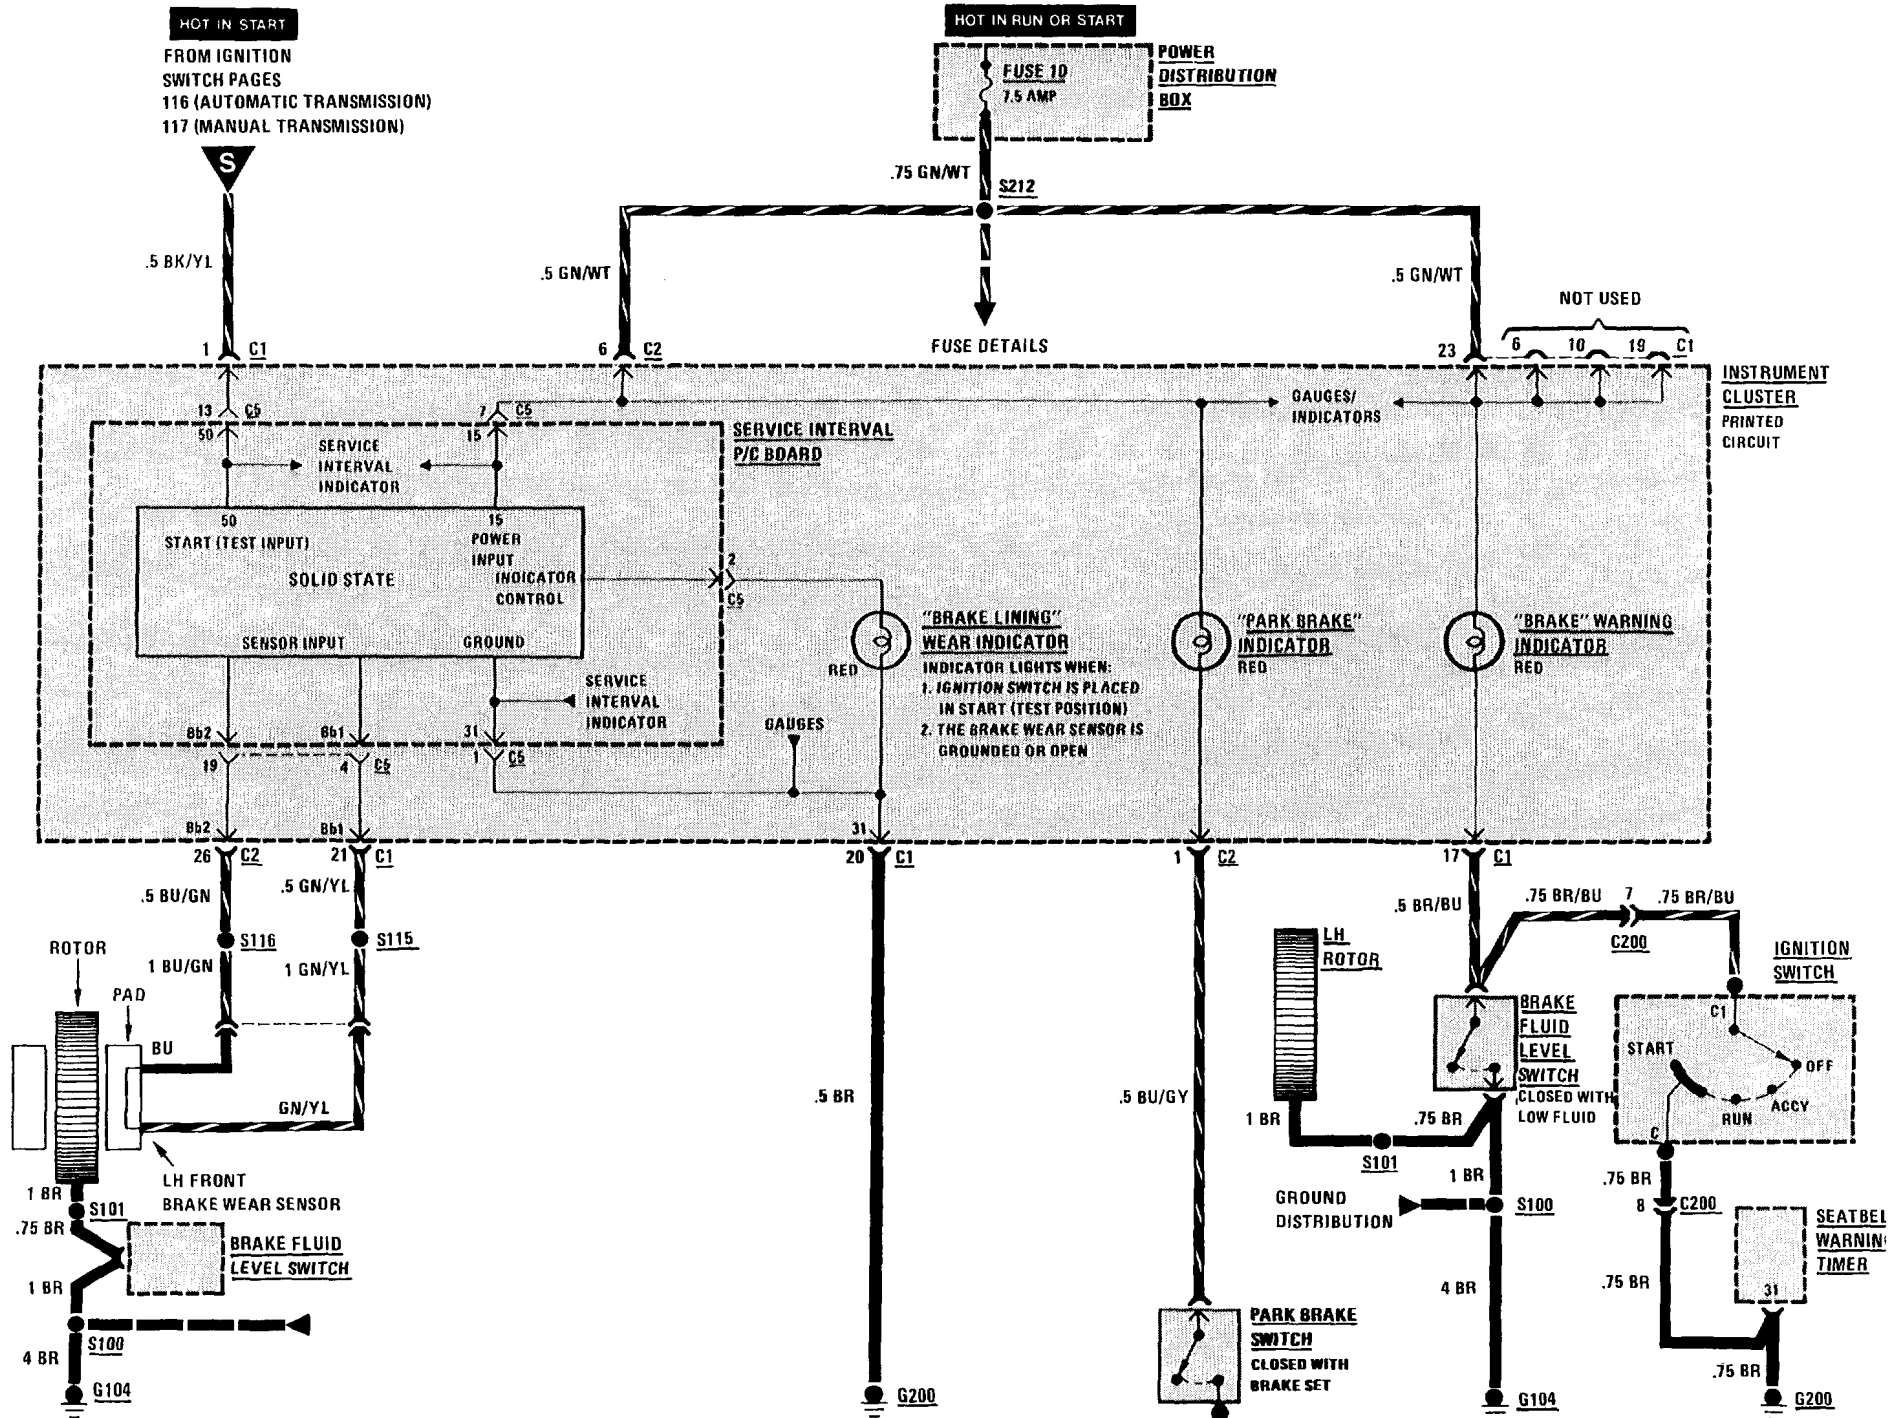 HOT IN START
FROM IGNITION
SWITCH PAGES
116 (AUTOMATIC TRANSMISSION)
117 (MANUAL TRANSMISSION)
S
.5 BK/YL
1 C1
HOT IN RUN OR START
FUSE 10
7.5 AMP
POWER
DISTRIBUTION
BOX
.75 GN/WT
S212
.5 GN/WT
.5 GN/WT
6 C2
FUSE DETAILS
NOT USED
23 6 10 19 C1
INSTRUMENT
CLUSTER
PRINTED
CIRCUIT
13 C5
50
7 C5
15
GAUGES/
INDICATORS
SERVICE INTERVAL
P/C BOARD
SERVICE
INTERVAL
INDICATOR
50
START (TEST INPUT)
15
POWER
INPUT
SOLID STATE
INDICATOR
CONTROL
2
C5
SENSOR INPUT
GROUND
"BRAKE LINING"
WEAR INDICATOR
RED
INDICATOR LIGHTS WHEN:
1. IGNITION SWITCH IS PLACED
IN START (TEST POSITION)
2. THE BRAKE WEAR SENSOR IS
GROUNDED OR OPEN
"PARK BRAKE"
INDICATOR
RED
"BRAKE" WARNING
INDICATOR
RED
SERVICE
INTERVAL
INDICATOR
GAUGES
Bb2 Bb1 31
19 4 C5 1 C5
Bb2 Bb1 31
26 C2 21 C1 20 C1 1 C2 17 C1
.5 BU/GN
.5 GN/YL
S116
S115
1 BU/GN
1 GN/YL
ROTOR
PAD
BU
GN/YL
LH FRONT
BRAKE WEAR SENSOR
1 BR
S101
.75 BR
BRAKE FLUID
LEVEL SWITCH
1 BR
S100
4 BR
G104
.5 BR
G200
.5 BU/GY
PARK BRAKE
SWITCH
CLOSED WITH
BRAKE SET
.5 BR/BU
.75 BR/BU
7
.75 BR/BU
C200
LH
ROTOR
1 BR
S101
.75 BR
BRAKE
FLUID
LEVEL
SWITCH
CLOSED WITH
LOW FLUID
1 BR
GROUND
DISTRIBUTION
S100
4 BR
G104
IGNITION
SWITCH
C1
START
OFF
ACCY
RUN
C
.75 BR
8 C200
.75 BR
SEATBEL
WARNIN
TIMER
31
.75 BR
G200